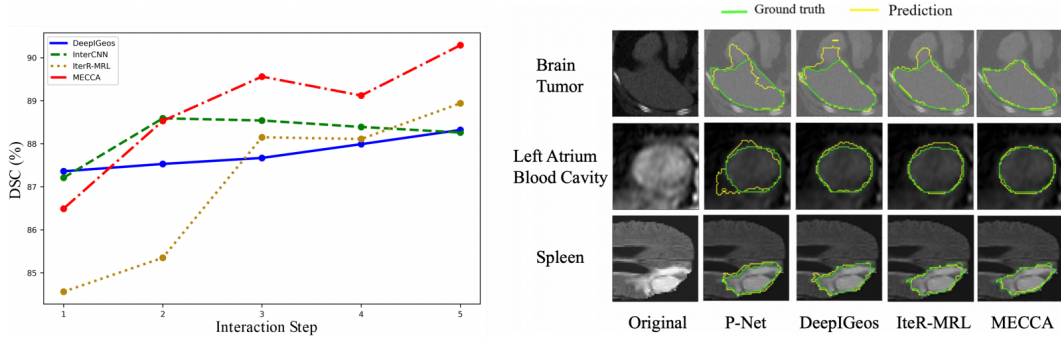 DeepIGeos
InterCNN
IterR-MRL
MECCA
DSC (%)
90
89
88
87
86
85
1
2
3
4
5
Interaction Step
Ground truth
Prediction
Brain
Tumor
Left Atrium
Blood Cavity
Spleen
Original
P-Net
DeepIGeos
IteR-MRL
MECCA